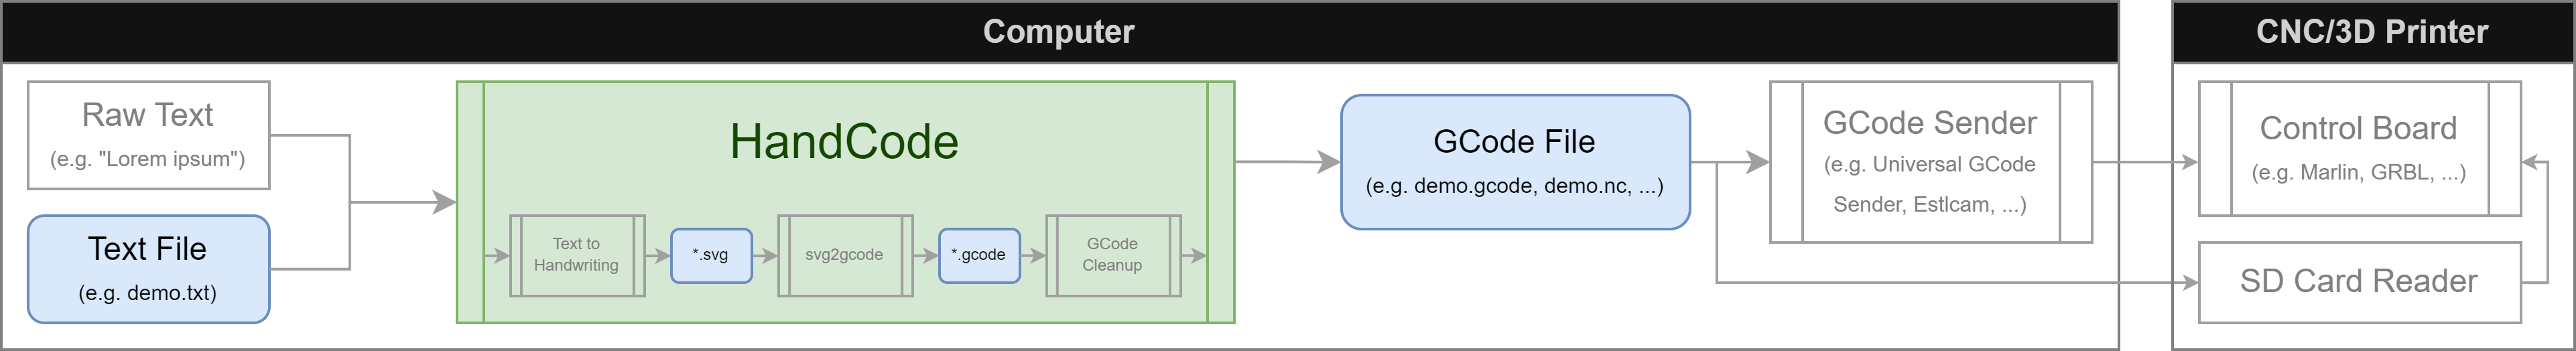 Computer
CNC/3D Printer
Raw Text
(e.g. "Lorem ipsum")
Text File
(e.g. demo.txt)
HandCode
Text to
Handwriting
*.svg
svg2gcode
*.gcode
GCode
Cleanup
GCode File
(e.g. demo.gcode, demo.nc, ...)
GCode Sender
(e.g. Universal GCode
Sender, Estlcam, ...)
Control Board
(e.g. Marlin, GRBL, ...)
SD Card Reader